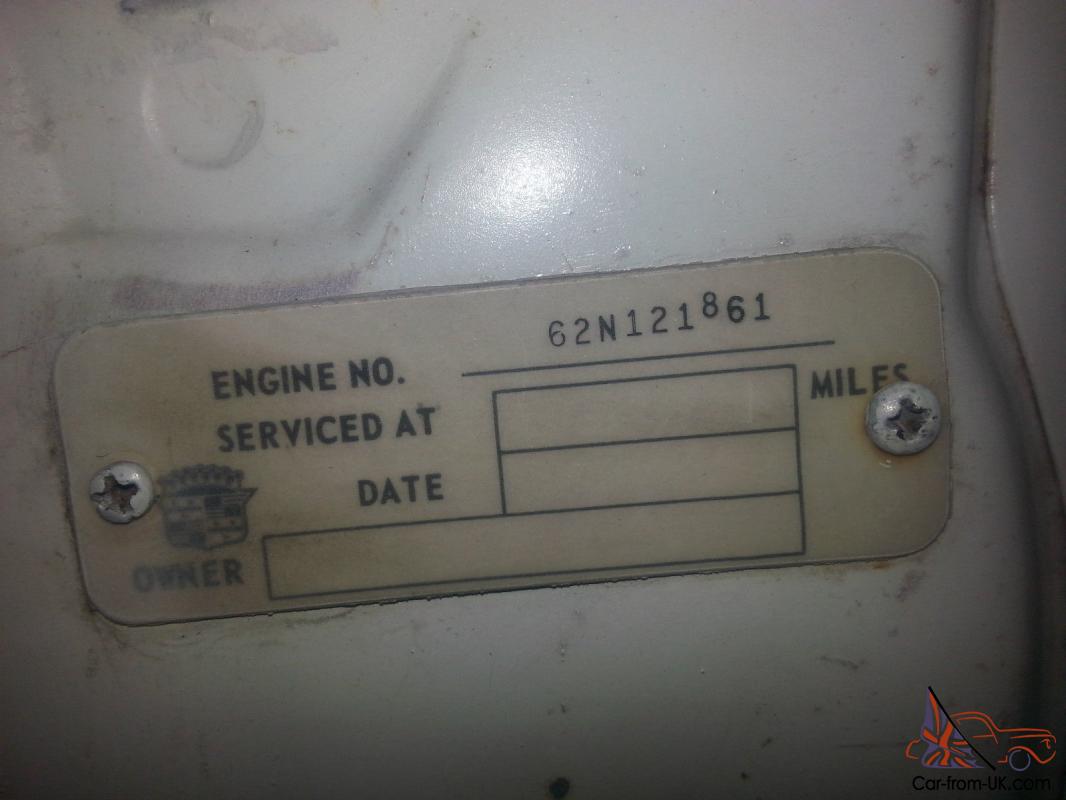 62N121861
ENGINE NO.
SERVICED AT
MILES
DATE
OWNER
Car-from-UK.com